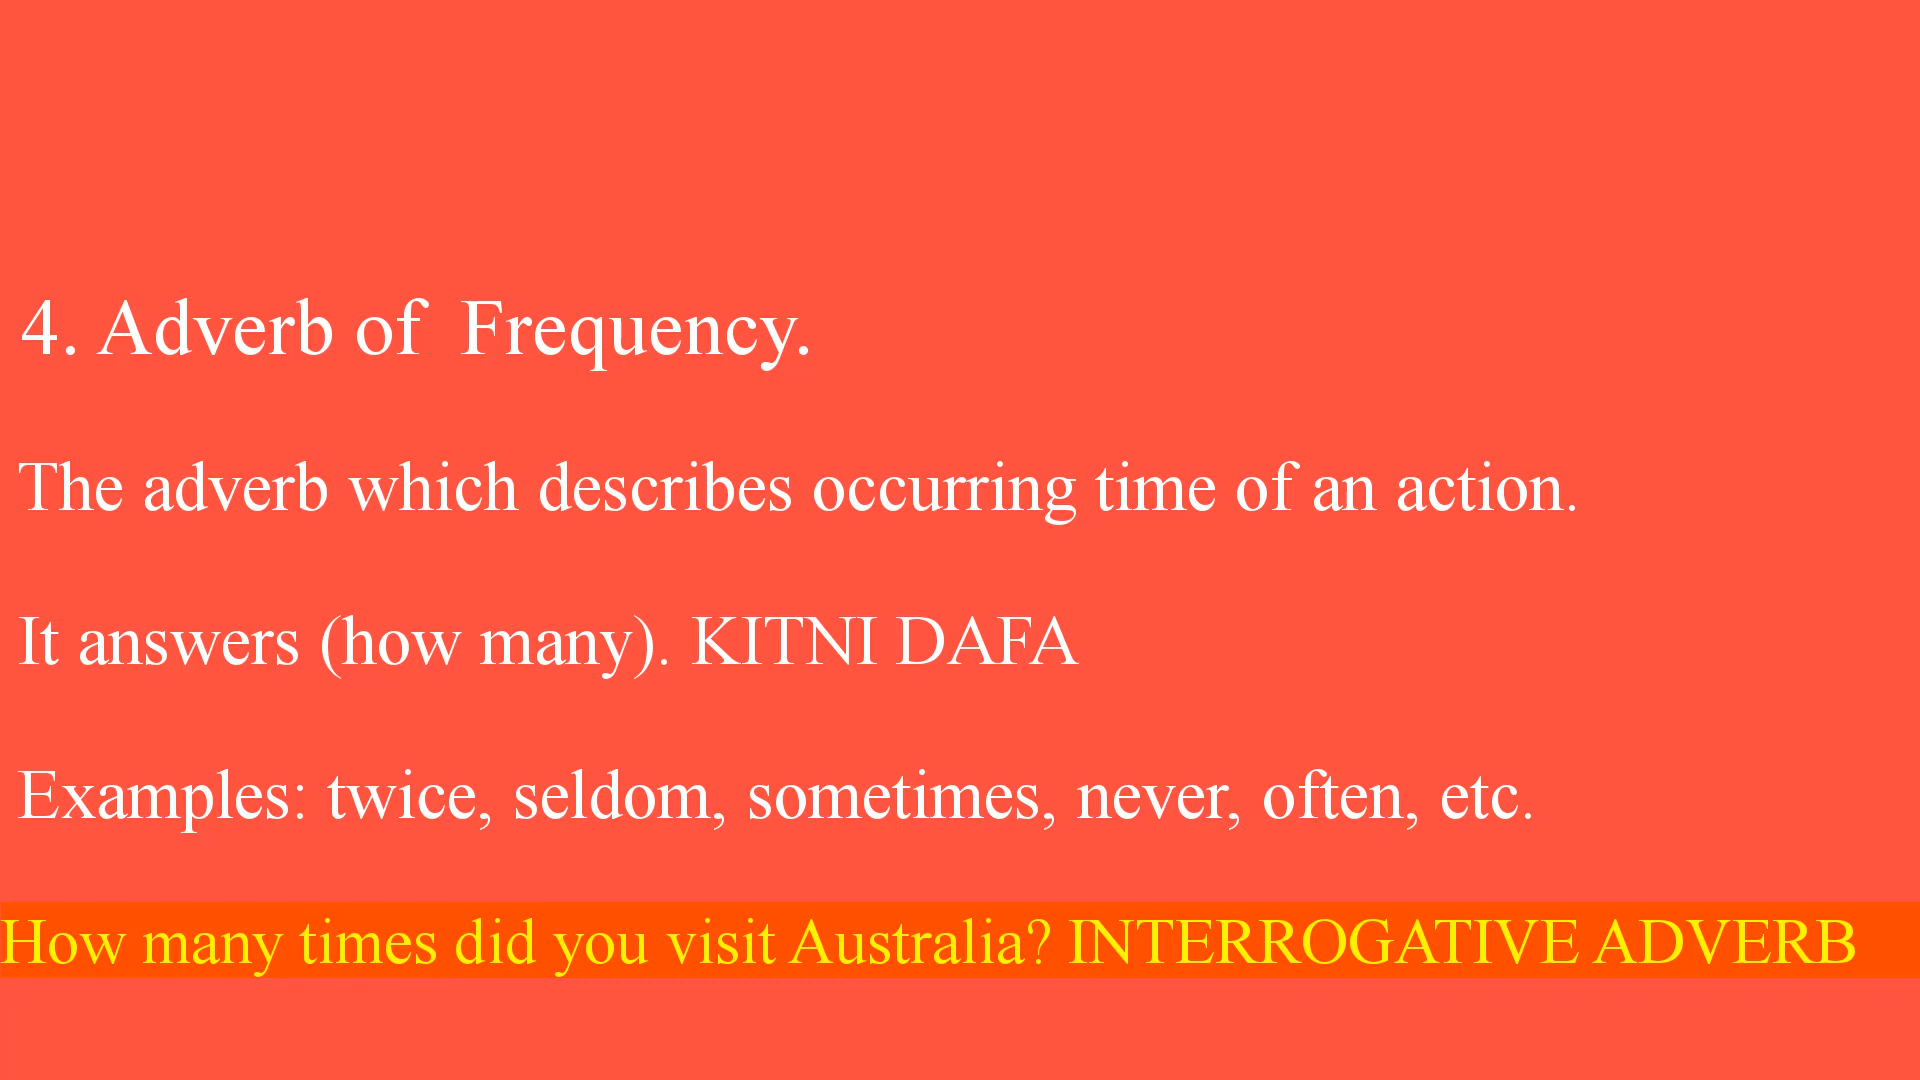 4. Adverb of  Frequency.
The adverb which describes occurring time of an action.
It answers (how many). KITNI DAFA
Examples: twice, seldom, sometimes, never, often, etc.
How many times did you visit Australia? INTERROGATIVE ADVERB